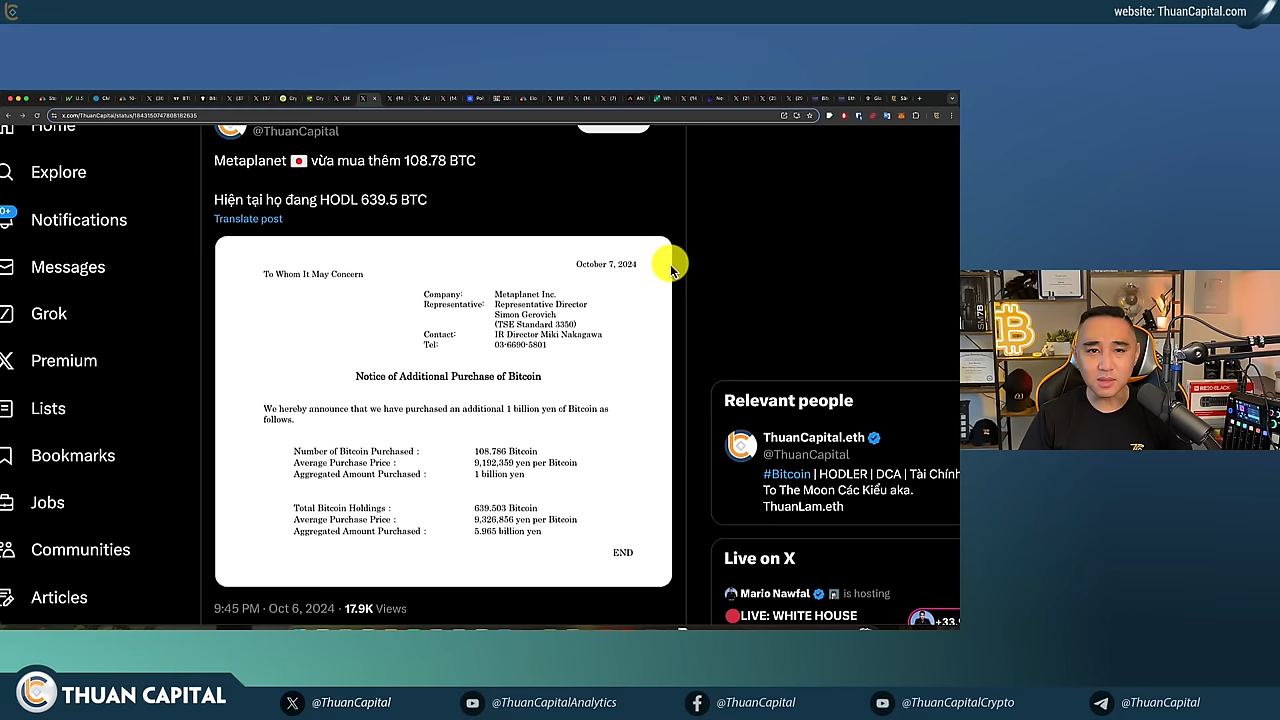 website: ThuanCapital.com
x.com/ThuanCapital/status/1843150747808182635
Home
Explore
Notifications
Messages
Grok
Premium
Lists
Bookmarks
Jobs
Communities
Articles
@ThuanCapital
Metaplanet vừa mua thêm 108.78 BTC
Hiện tại họ đang HODL 639.5 BTC
Translate post
October 7, 2024
To Whom It May Concern
Company: Metaplanet Inc.
Representative: Representative Director
Simon Gerovich
(TSE Standard 3350)
Contact: IR Director Miki Nakagawa
Tel: 03-6690-5801
Notice of Additional Purchase of Bitcoin
We hereby announce that we have purchased an additional 1 billion yen of Bitcoin as
follows.
Number of Bitcoin Purchased : 108.786 Bitcoin
Average Purchase Price : 9,192,359 yen per Bitcoin
Aggregated Amount Purchased : 1 billion yen
Total Bitcoin Holdings : 639.503 Bitcoin
Average Purchase Price : 9,326,856 yen per Bitcoin
Aggregated Amount Purchased : 5.965 billion yen
END
9:45 PM · Oct 6, 2024 · 17.9K Views
Relevant people
ThuanCapital.eth
@ThuanCapital
#Bitcoin | HODLER | DCA | Tài Chính
To The Moon Các Kiểu aka.
ThuanLam.eth
Live on X
Mario Nawfal is hosting
LIVE: WHITE HOUSE
THUAN CAPITAL
@ThuanCapital
@ThuanCapitalAnalytics
@ThuanCapital
@ThuanCapitalCrypto
@ThuanCapital